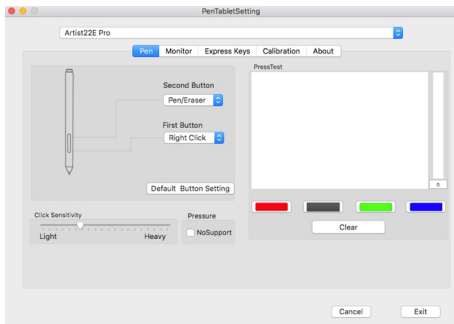 PenTabletSetting
Artist22E Pro
Pen Monitor Express Keys Calibration About
PressTest
Second Button
Pen/Eraser
First Button
Right Click
Default Button Setting
0
Click Sensitivity
Light Heavy
Pressure
NoSupport
Clear
Cancel Exit